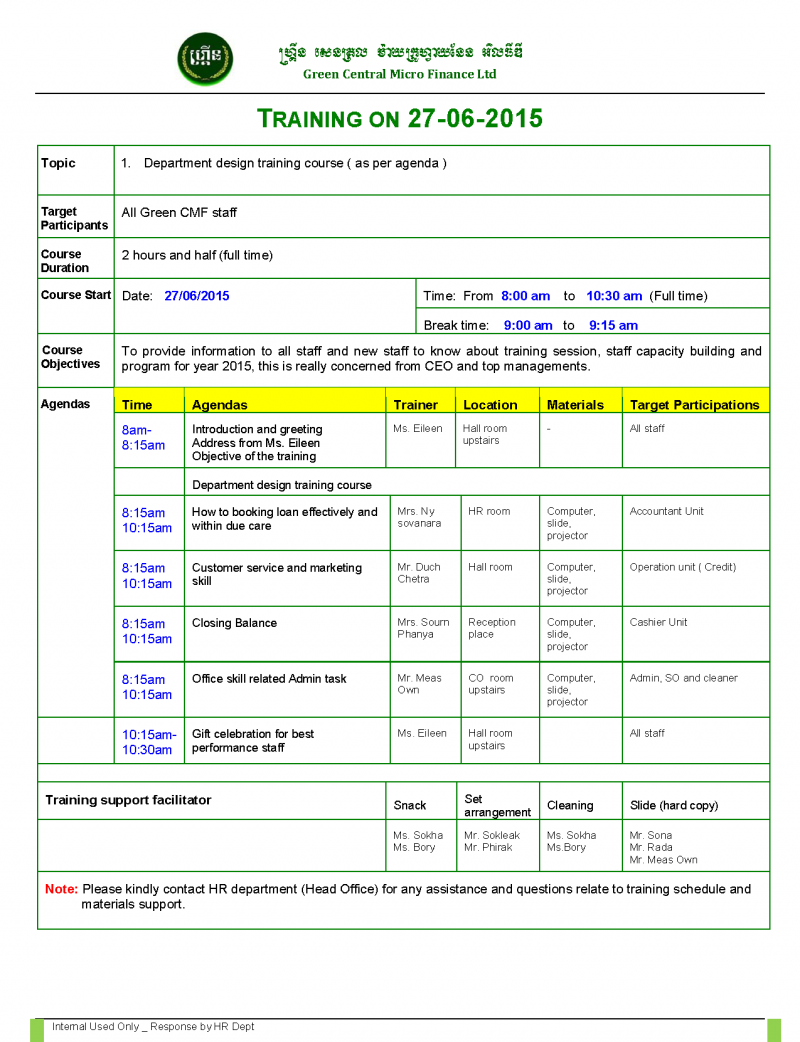 ហ្គ្រីន
ហ្គ្រីន សេនត្រល ម៉ាយក្រូហ្វាយនែន អិលធីឌី
Green Central Micro Finance Ltd
TRAINING ON 27-06-2015
Topic
1. Department design training course ( as per agenda )
Target
Participants
All Green CMF staff
Course
Duration
2 hours and half (full time)
Course Start
Date: 27/06/2015
Time: From 8:00 am to 10:30 am (Full time)
Break time: 9:00 am to 9:15 am
Course
Objectives
To provide information to all staff and new staff to know about training session, staff capacity building and
program for year 2015, this is really concerned from CEO and top managements.
Agendas
Time Agendas Trainer Location Materials Target Participations
8am-
8:15am
Introduction and greeting
Address from Ms. Eileen
Objective of the training
Ms. Eileen
Hall room
upstairs
-
All staff
Department design training course
8:15am
10:15am
How to booking loan effectively and
within due care
Mrs. Ny
sovanara
HR room
Computer,
slide,
projector
Accountant Unit
8:15am
10:15am
Customer service and marketing
skill
Mr. Duch
Chetra
Hall room
Computer,
slide,
projector
Operation unit ( Credit)
8:15am
10:15am
Closing Balance
Mrs. Sourn
Phanya
Reception
place
Computer,
slide,
projector
Cashier Unit
8:15am
10:15am
Office skill related Admin task
Mr. Meas
Own
CO room
upstairs
Computer,
slide,
projector
Admin, SO and cleaner
10:15am-
10:30am
Gift celebration for best
performance staff
Ms. Eileen
Hall room
upstairs
All staff
Training support facilitator
Snack
Set
arrangement
Cleaning
Slide (hard copy)
Ms. Sokha
Ms. Bory
Mr. Sokleak
Mr. Phirak
Ms. Sokha
Ms.Bory
Mr. Sona
Mr. Rada
Mr. Meas Own
Note: Please kindly contact HR department (Head Office) for any assistance and questions relate to training schedule and
materials support.
Internal Used Only _ Response by HR Dept